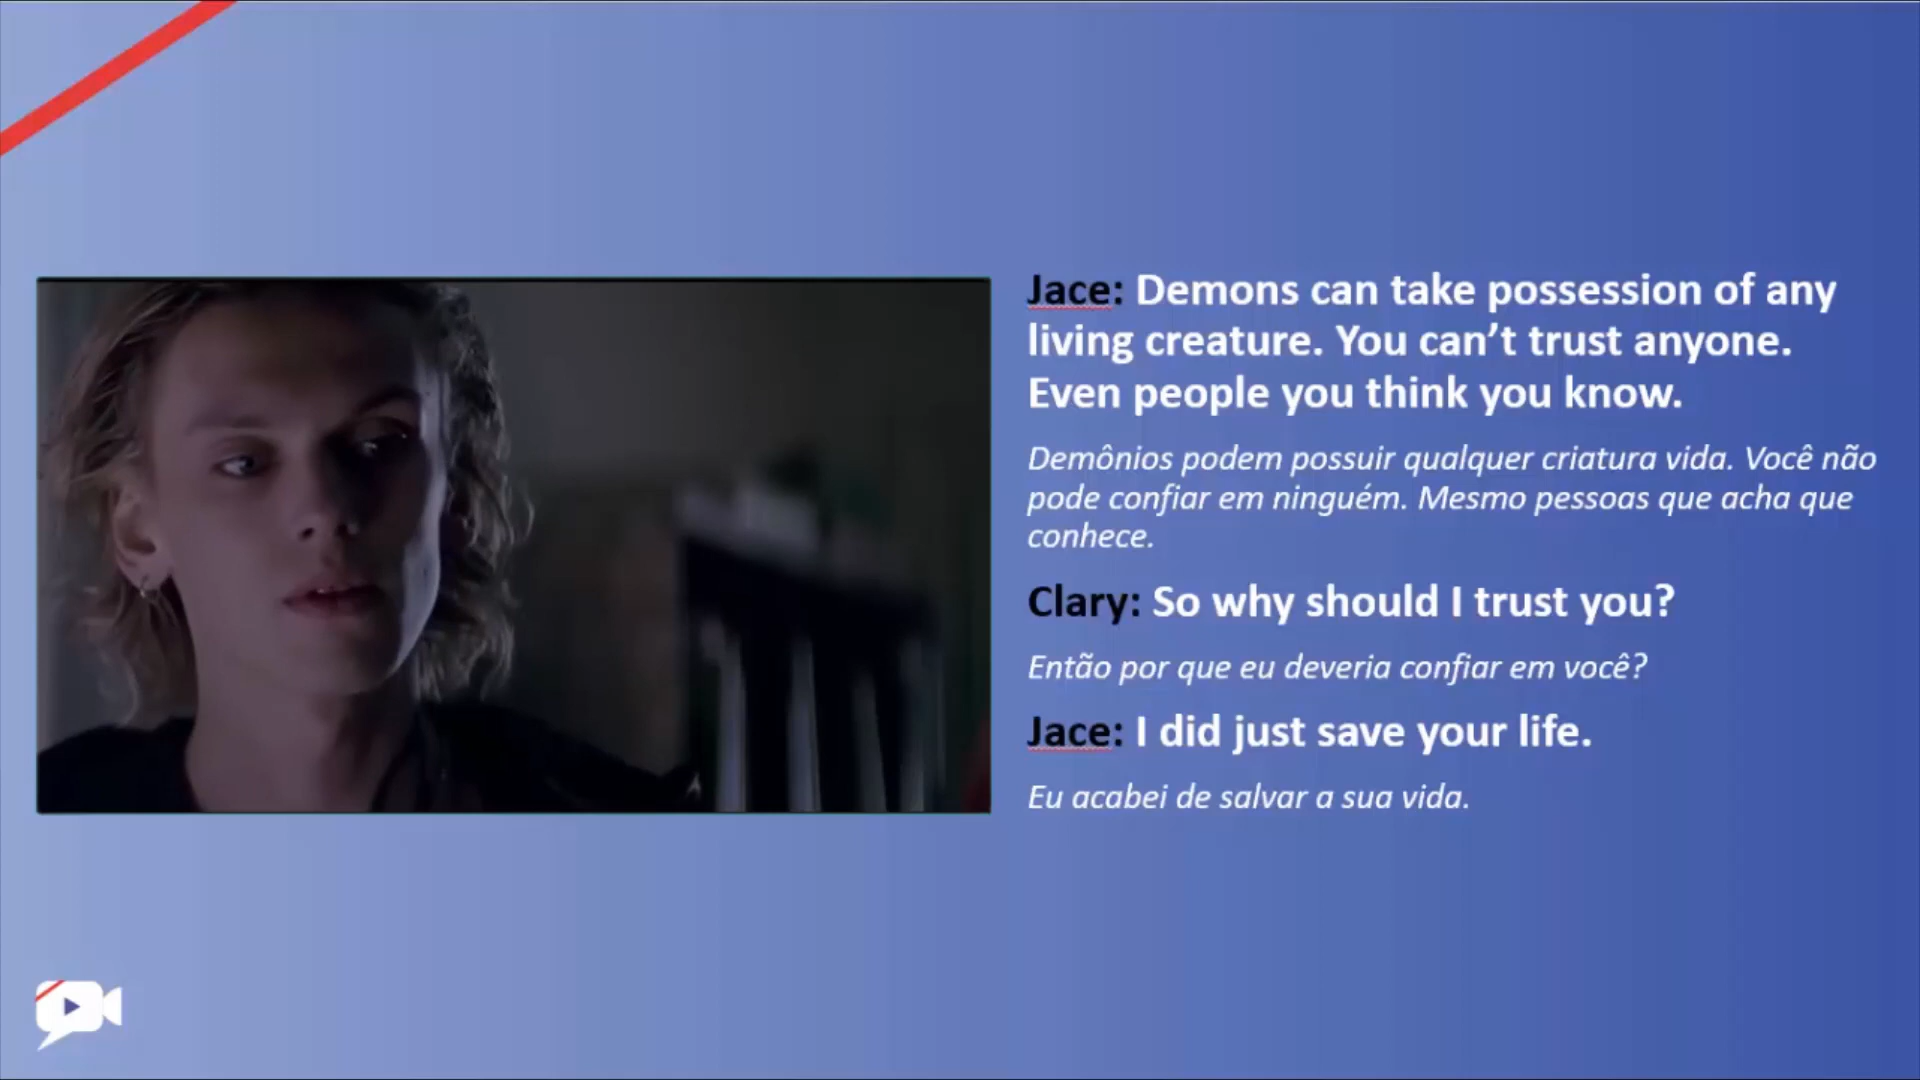 Jace: Demons can take possession of any
living creature. You can’t trust anyone.
Even people you think you know.
Demônios podem possuir qualquer criatura vida. Você não
pode confiar em ninguém. Mesmo pessoas que acha que
conhece.
Clary: So why should I trust you?
Então por que eu deveria confiar em você?
Jace: I did just save your life.
Eu acabei de salvar a sua vida.